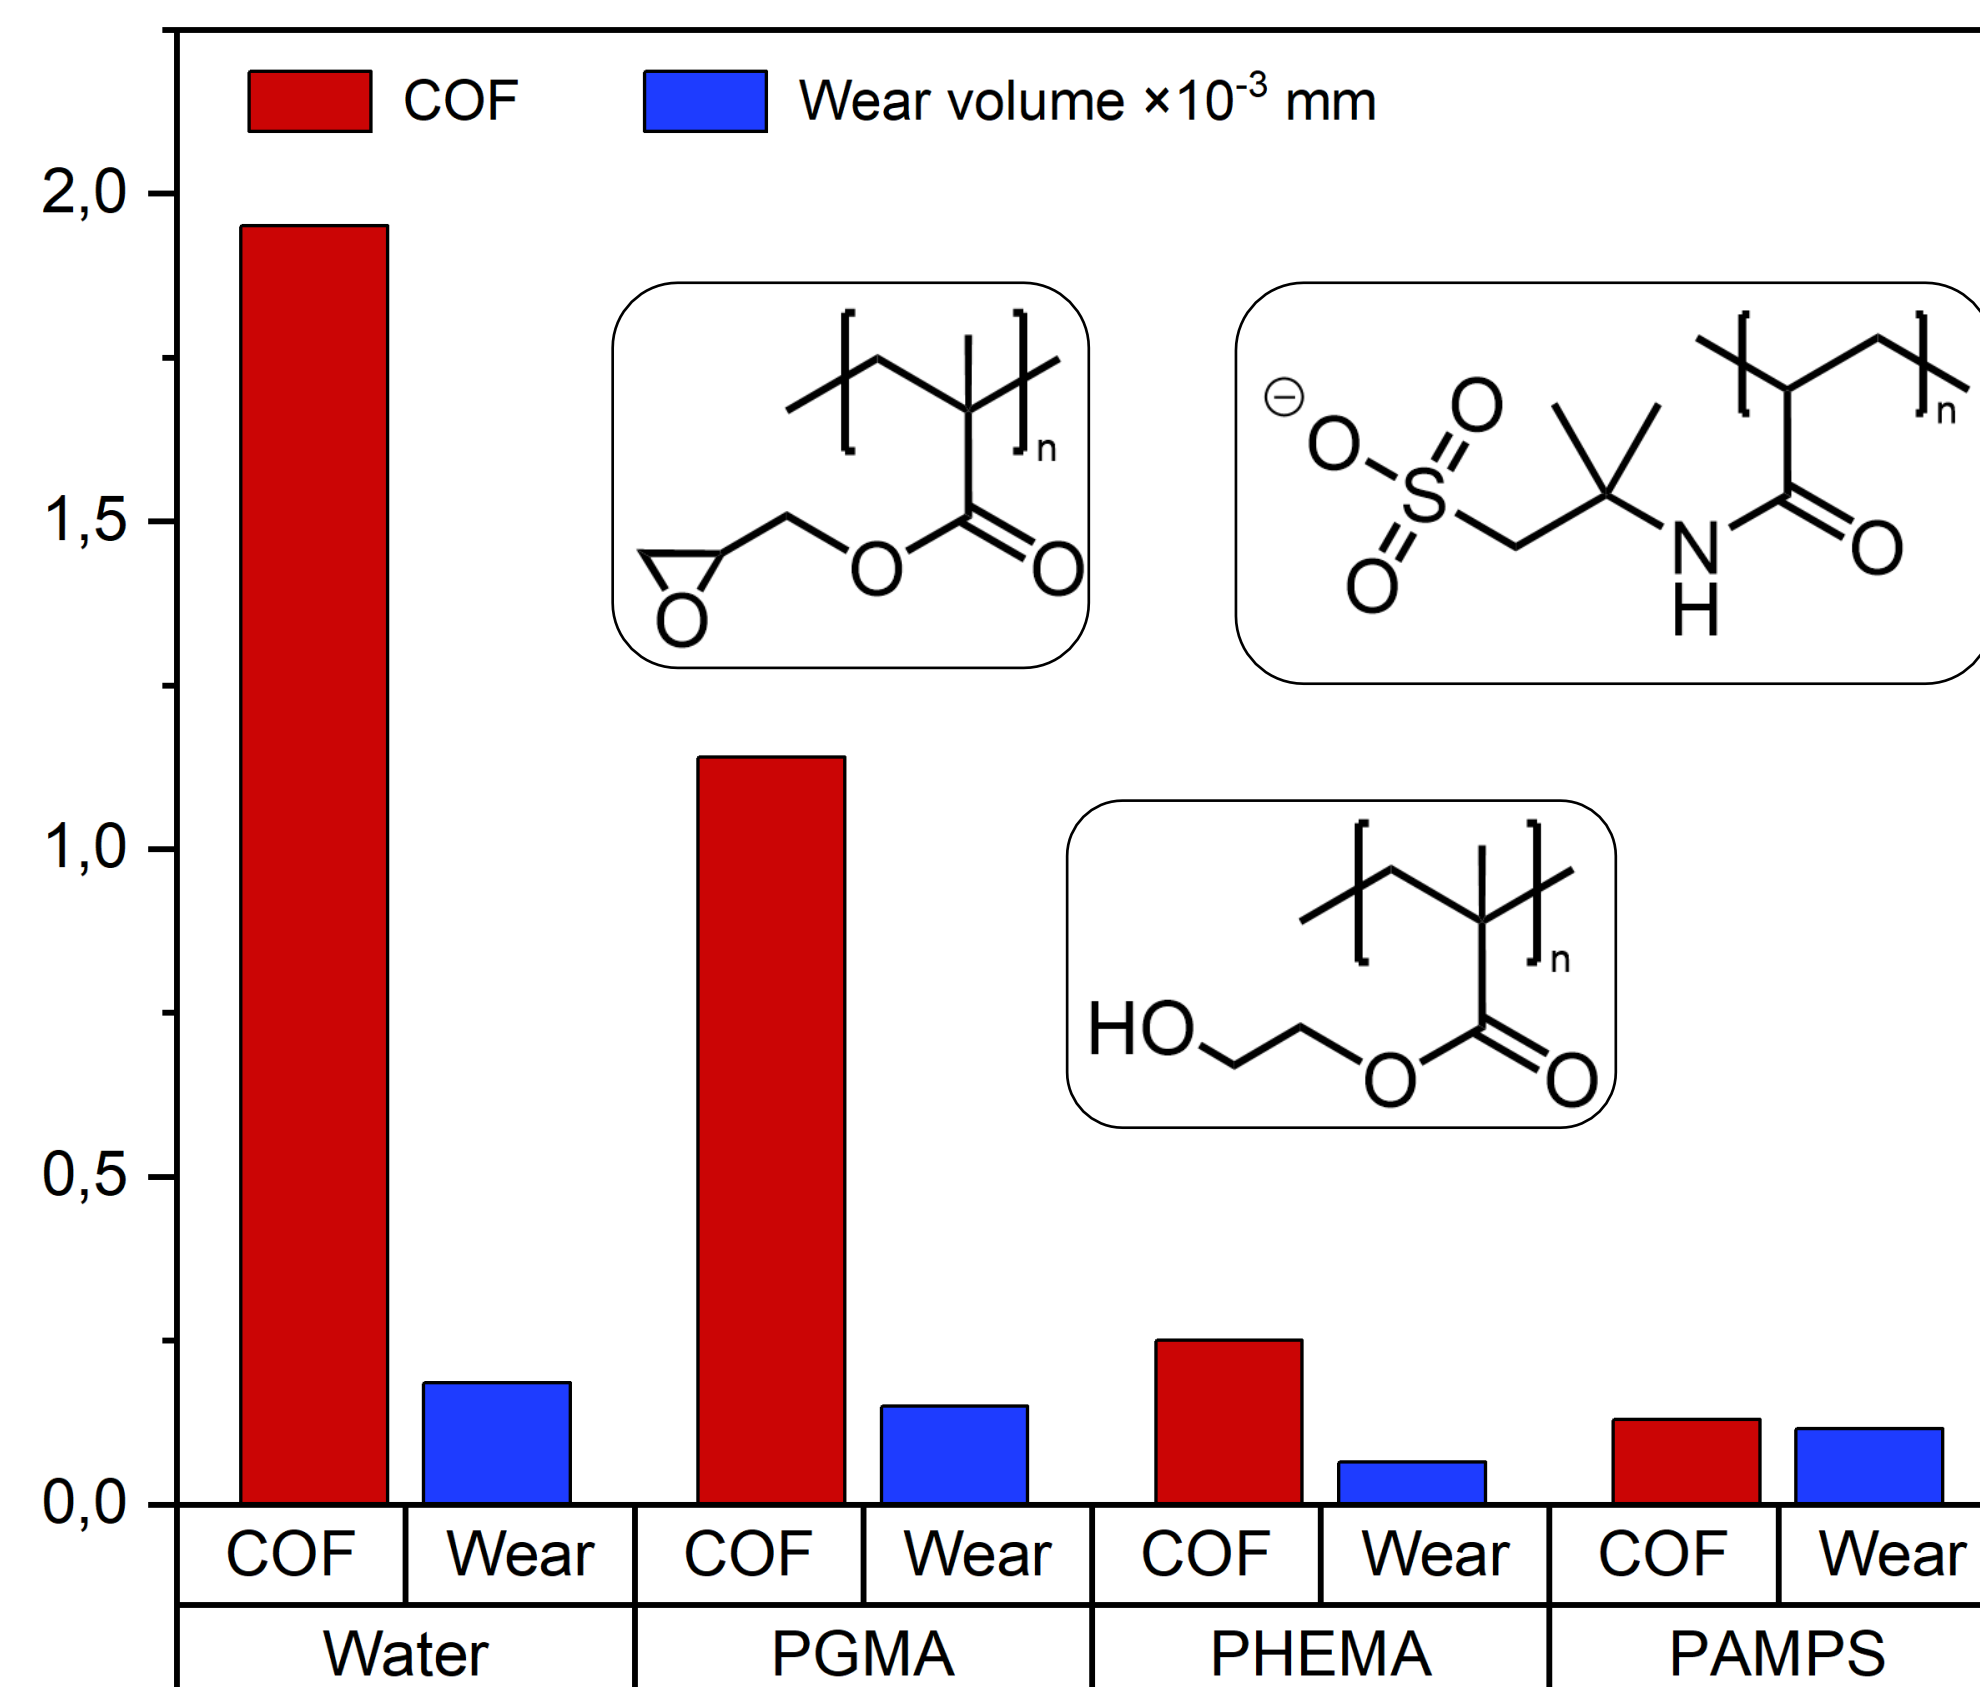 COF
Wear volume ×10⁻³ mm
2,0
1,5
1,0
0,5
0,0
n
O
O
O
⊖
O
O
S
O
N
H
O
n
n
HO
O
O
COF Wear COF Wear COF Wear COF Wear
Water PGMA PHEMA PAMPS